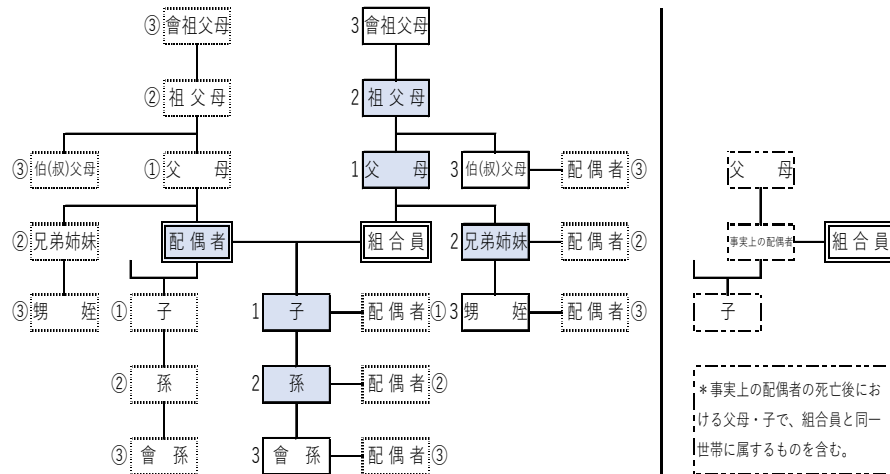 ③ 曾祖父母
3 曾祖父母
② 祖父母
2 祖父母
③ 伯(叔)父母
① 父 母
1 父 母
3 伯(叔)父母
配偶者 ③
父 母
② 兄弟姉妹
配偶者
組合員
2 兄弟姉妹
配偶者 ②
事実上の配偶者
組合員
③ 甥 姪
① 子
1 子
配偶者 ①
3 甥 姪
配偶者 ③
子
② 孫
2 孫
配偶者 ②
③ 曾孫
3 曾孫
配偶者 ③
*事実上の配偶者の死亡後にお
ける父母・子で、組合員と同一
世帯に属するものを含む。